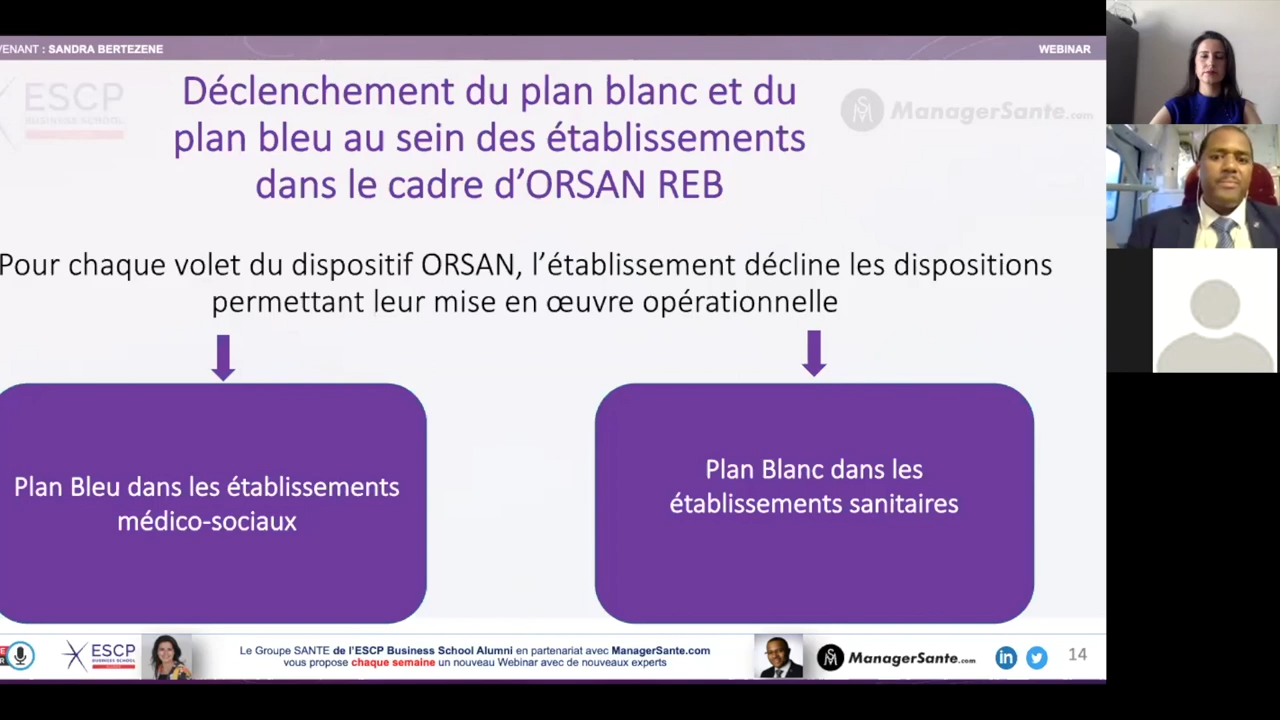 VENANT : SANDRA BERTEZENE
WEBINAR
ESCP
BUSINESS SCHOOL
ManagerSante.com
Déclenchement du plan blanc et du
plan bleu au sein des établissements
dans le cadre d’ORSAN REB
Pour chaque volet du dispositif ORSAN, l’établissement décline les dispositions
permettant leur mise en œuvre opérationnelle
Plan Bleu dans les établissements
médico-sociaux
Plan Blanc dans les
établissements sanitaires
ESCP
BUSINESS SCHOOL
Le Groupe SANTE de l’ESCP Business School Alumni en partenariat avec ManagerSante.com
vous propose chaque semaine un nouveau Webinar avec de nouveaux experts
ManagerSante.com
in
14